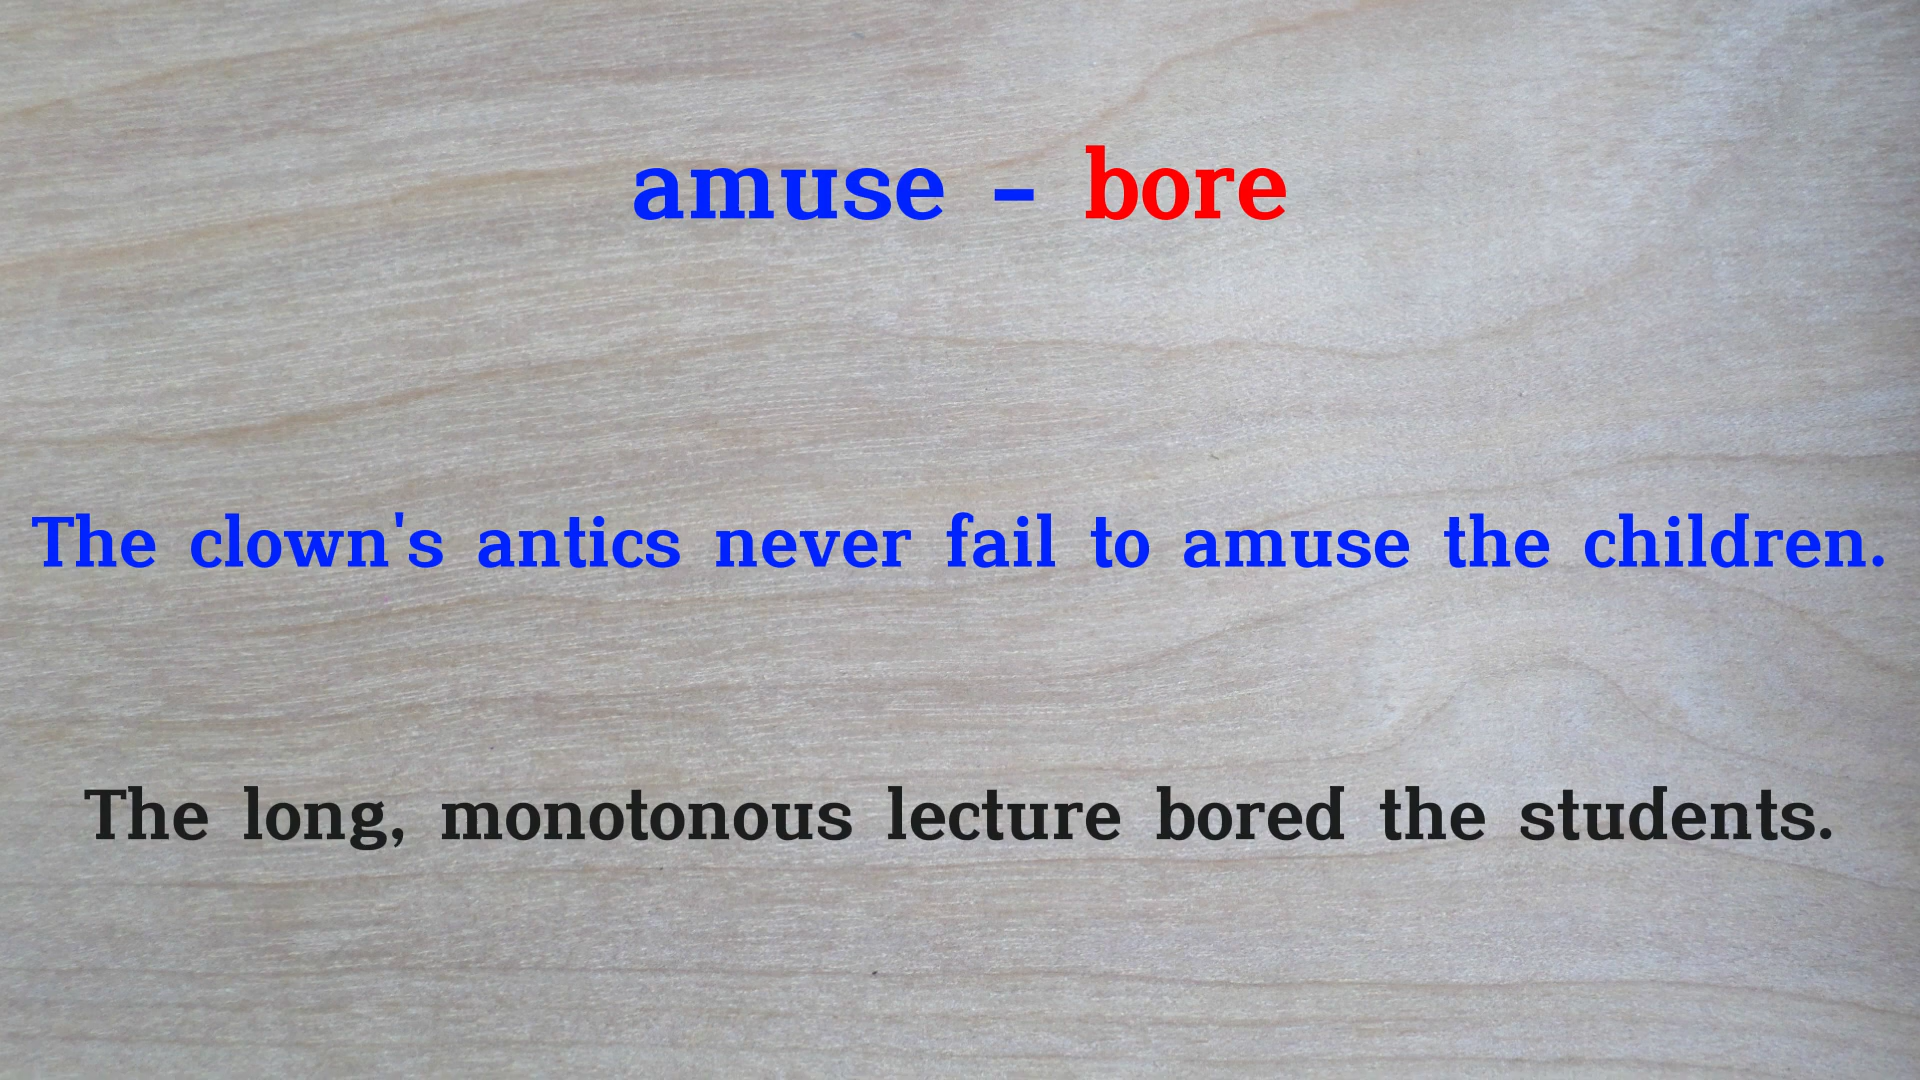 amuse - bore
The clown's antics never fail to amuse the children.
The long, monotonous lecture bored the students.